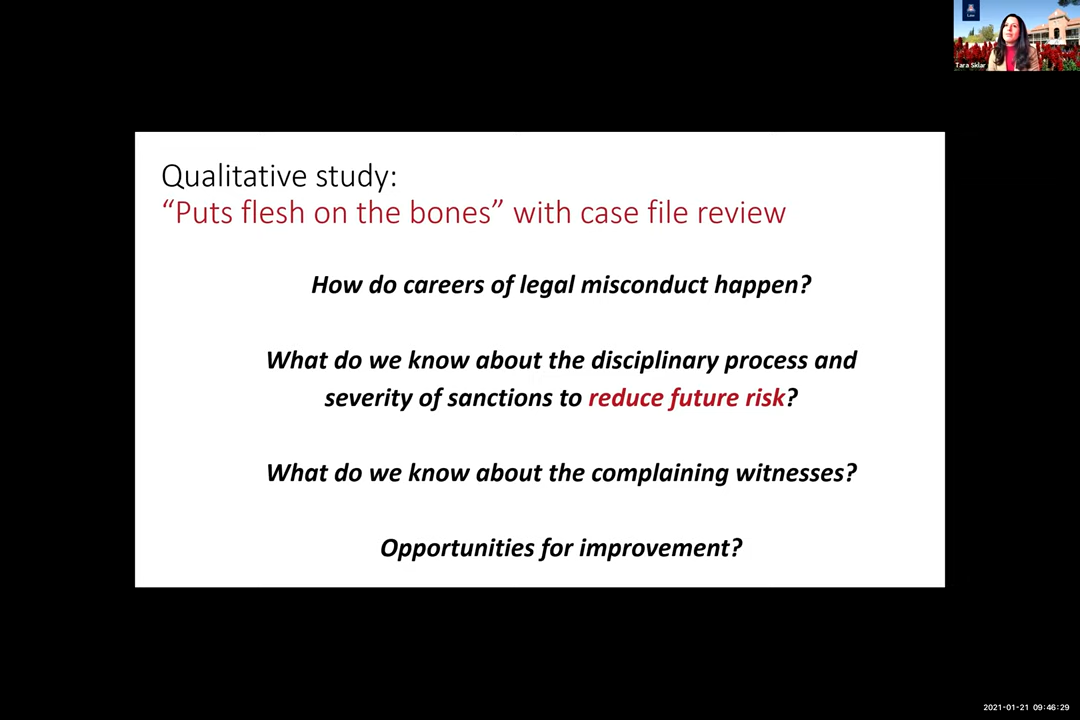 Law
Tara Sklar
Qualitative study:
“Puts flesh on the bones” with case file review
How do careers of legal misconduct happen?
What do we know about the disciplinary process and
severity of sanctions to reduce future risk?
What do we know about the complaining witnesses?
Opportunities for improvement?
2021-01-21 09:46:29